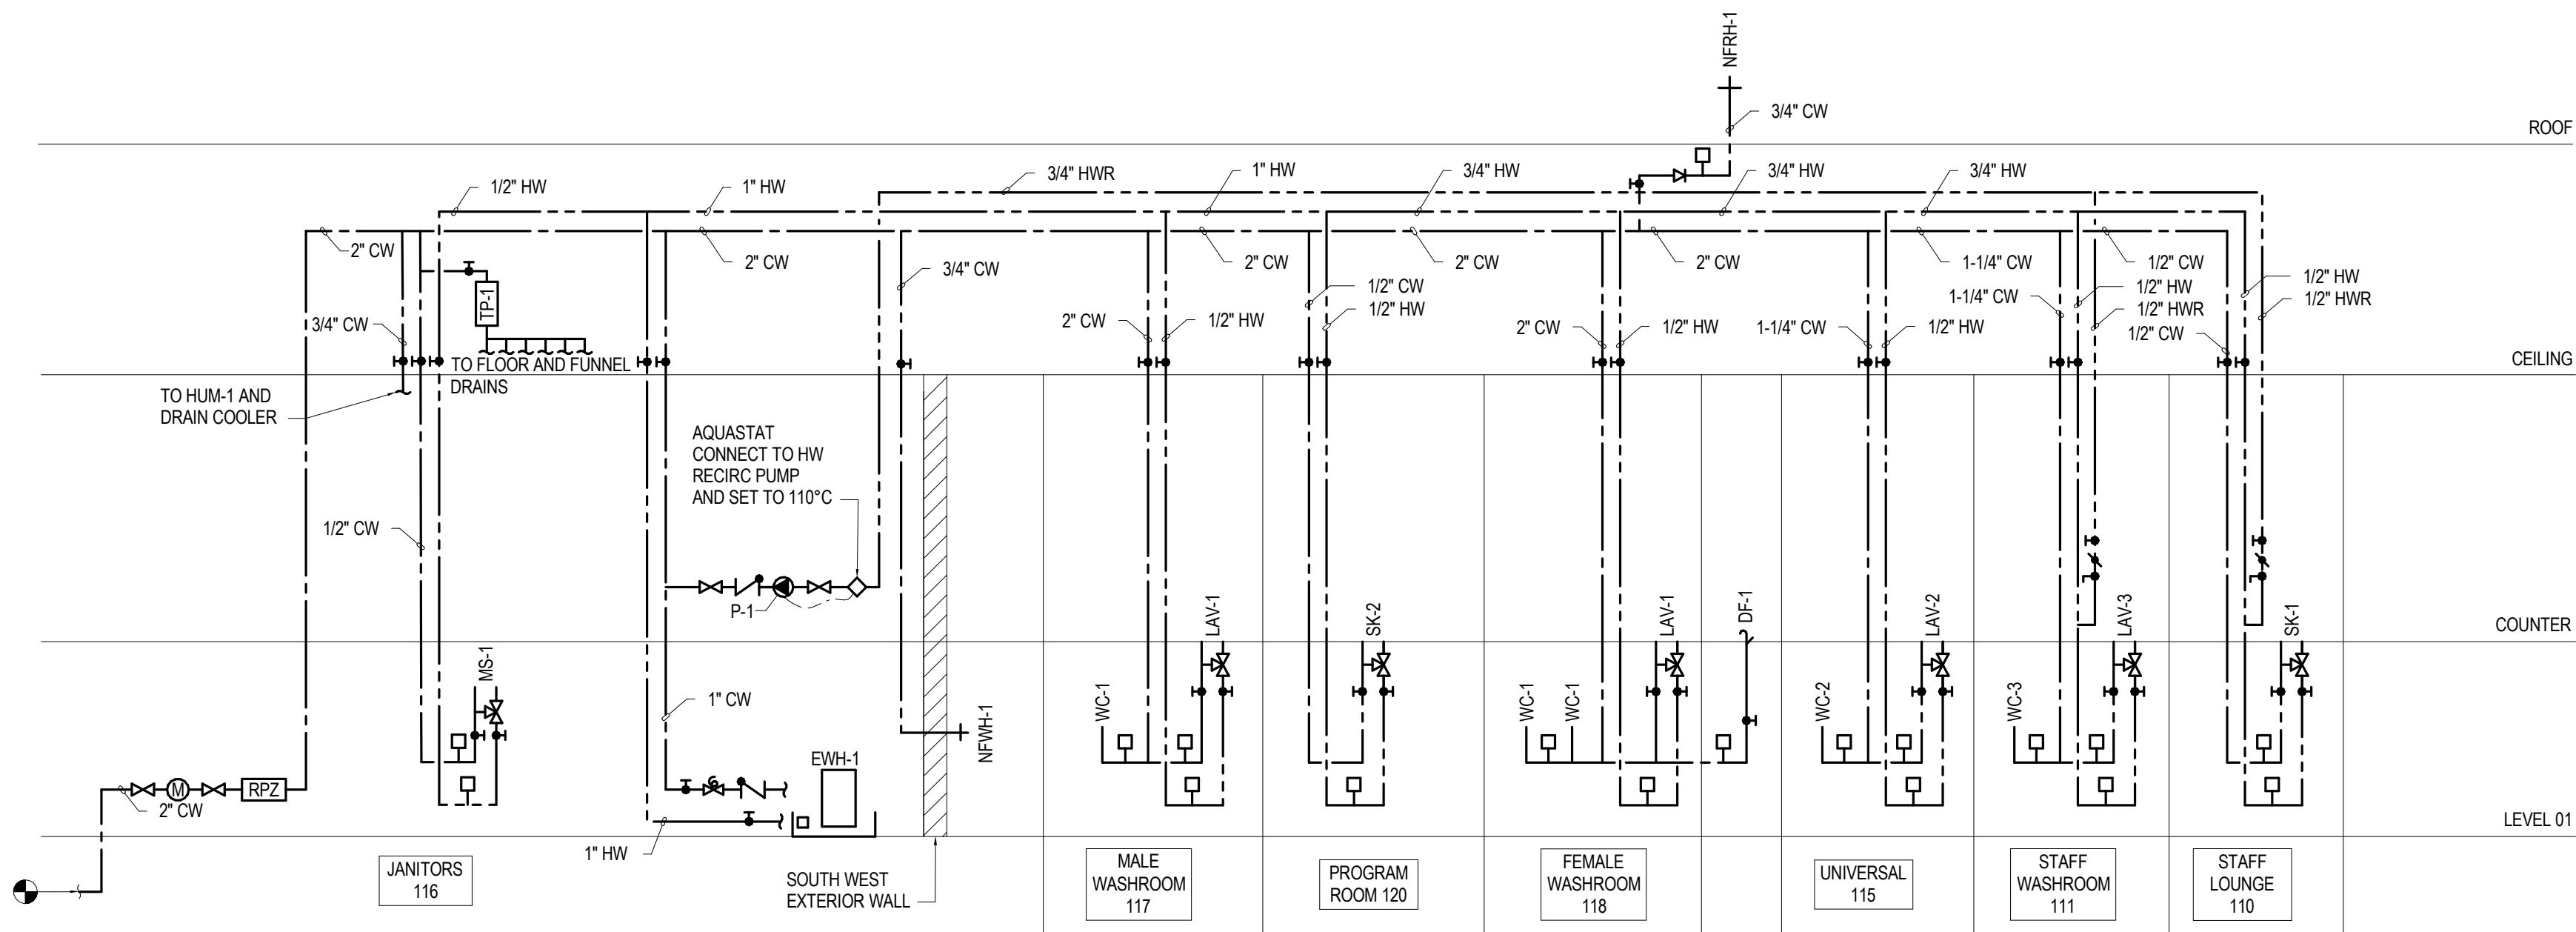 NFRH-1
3/4" CW
ROOF
1/2" HW
1" HW
3/4" HWR
1" HW
3/4" HW
3/4" HW
3/4" HW
2" CW
2" CW
3/4" CW
2" CW
2" CW
2" CW
1-1/4" CW
1/2" CW
1/2" HW
1/2" HWR
TP-1
3/4" CW
1/2" CW
1/2" HW
1-1/4" CW
1/2" HW
1/2" HWR
2" CW
1/2" HW
2" CW
1/2" HW
1-1/4" CW
1/2" HW
1/2" CW
TO FLOOR AND FUNNEL
DRAINS
CEILING
TO HUM-1 AND
DRAIN COOLER
AQUASTAT
CONNECT TO HW
RECIRC PUMP
AND SET TO 110°C
1/2" CW
P-1
LAV-1
SK-2
LAV-1
DF-1
LAV-2
LAV-3
SK-1
COUNTER
MS-1
1" CW
WC-1
WC-1
WC-1
WC-2
WC-3
NFWH-1
EWH-1
M
RPZ
2" CW
LEVEL 01
1" HW
JANITORS
116
SOUTH WEST
EXTERIOR WALL
MALE
WASHROOM
117
PROGRAM
ROOM 120
FEMALE
WASHROOM
118
UNIVERSAL
115
STAFF
WASHROOM
111
STAFF
LOUNGE
110